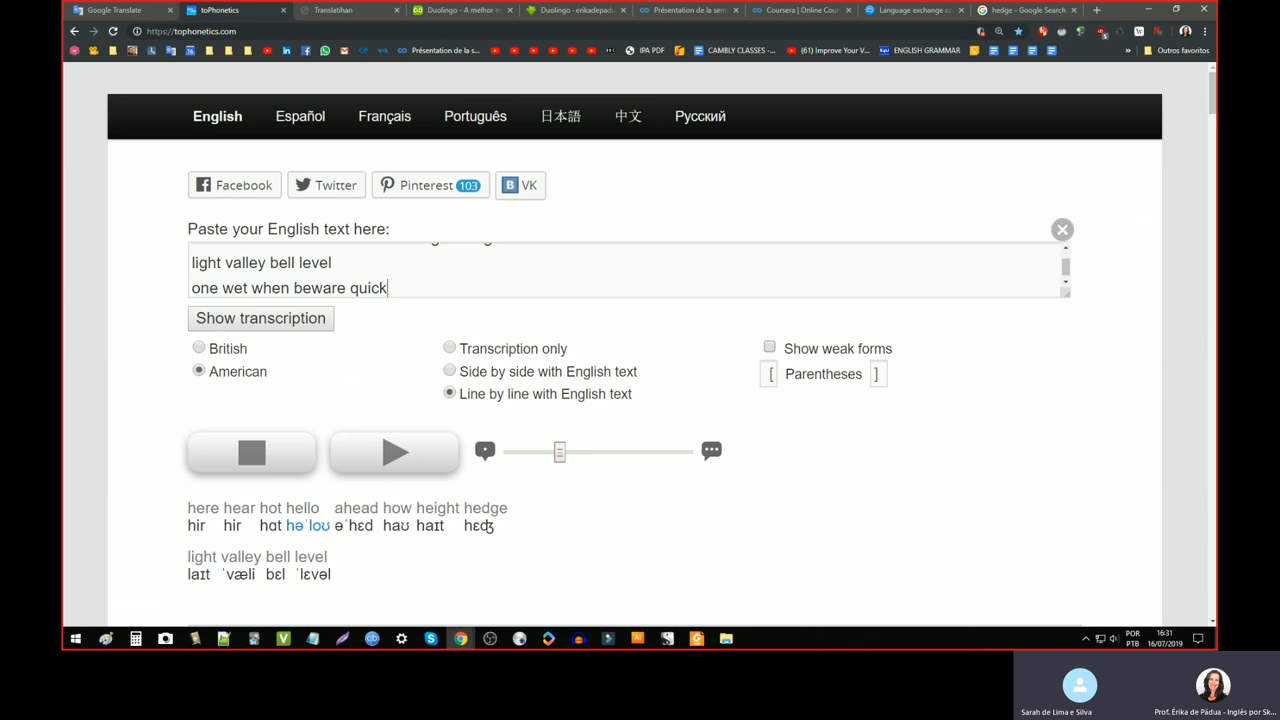 Google Translate
toPhonetics
Translatihan
Duolingo - A melhor m
Duolingo - erikadepadu
Présentation de la sem
Coursera | Online Cour
Language exchange co
hedge - Google Search
https://tophonetics.com
Présentation de la s...
IPA PDF
CAMBLY CLASSES -...
(61) Improve Your V...
ENGLISH GRAMMAR
Outros favoritos
English Español Français Português 日本語 中文 Русский
Facebook Twitter Pinterest 103 VK
Paste your English text here:
light valley bell level
one wet when beware quick
Show transcription
British
American
Transcription only
Side by side with English text
Line by line with English text
Show weak forms
[ Parentheses ]
here hear hot hello ahead how height hedge
hir hir hɑt həˈloʊ əˈhɛd haʊ haɪt hɛʤ
light valley bell level
laɪt ˈvæli bɛl ˈlɛvəl
POR
PTB
16:31
16/07/2019
Sarah de Lima e Silva
Prof. Érika de Pádua - Inglês por Sk...